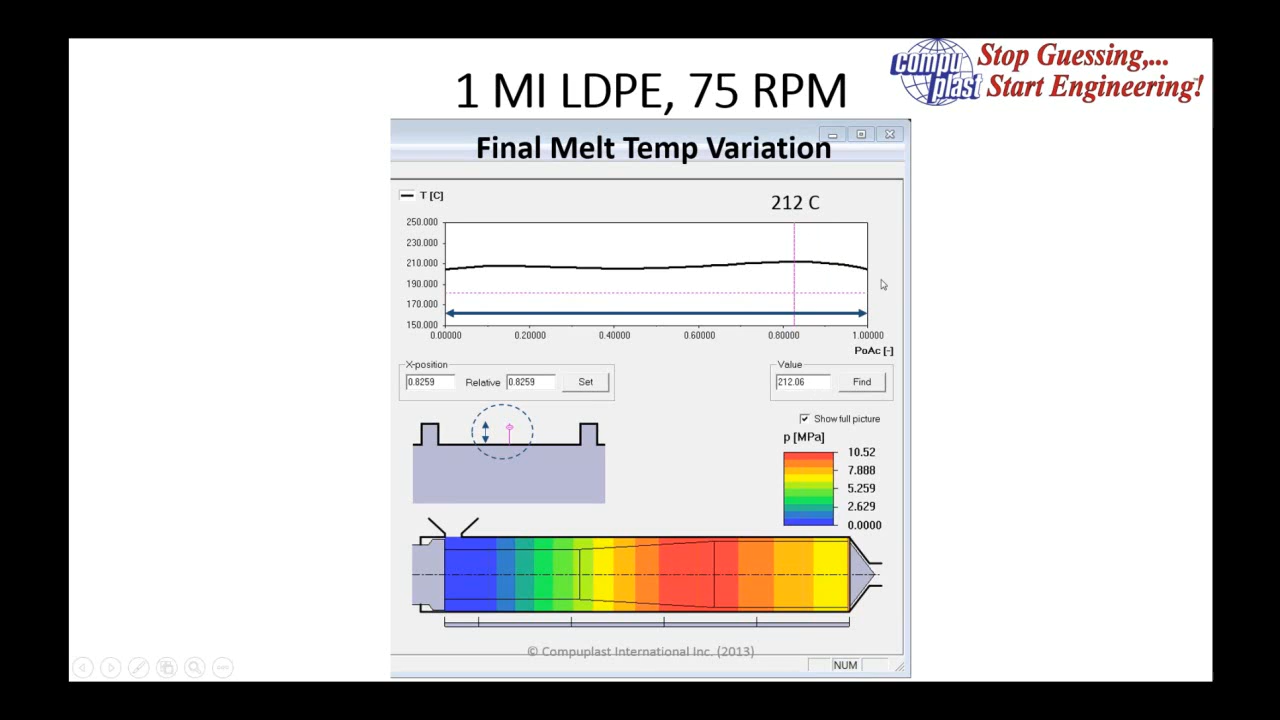 compu plast
Stop Guessing,...
Start Engineering!
1 MI LDPE, 75 RPM
Final Melt Temp Variation
T [C]
212 C
250.000
230.000
210.000
190.000
170.000
150.000
0.00000 0.20000 0.40000 0.60000 0.80000 1.00000
PoAc [-]
X-position
0.8259 Relative 0.8259 Set
Value
212.06 Find
Show full picture
p [MPa]
10.52
7.888
5.259
2.629
0.0000
© Compuplast International Inc. (2013)
NUM